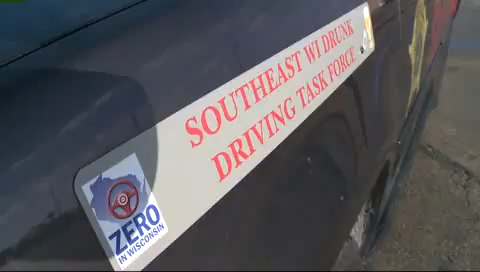 SOUTHEAST WI DRUNK
DRIVING TASK FORCE
ZERO
IN WISCONSIN